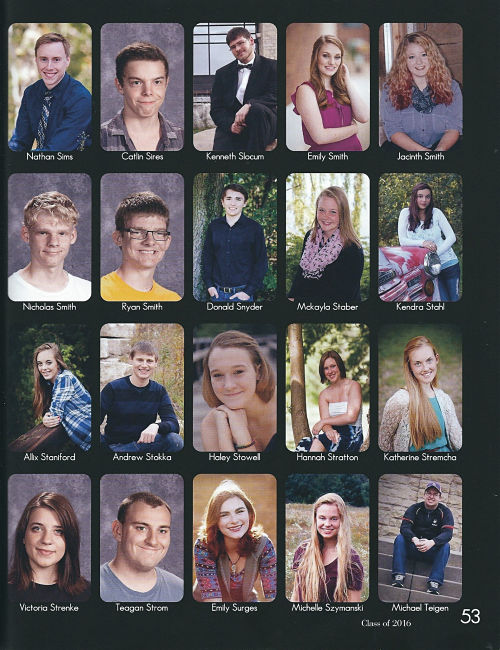 Nathan Sims Catlin Sires Kenneth Slocum Emily Smith Jacinth Smith
Nicholas Smith Ryan Smith Donald Snyder Mckayla Staber Kendra Stahl
Allix Staniford Andrew Stokka Haley Stowell Hannah Stratton Katherine Stremcha
Victoria Strenke Teagan Strom Emily Surges Michelle Szymanski Michael Teigen
Class of 2016 53